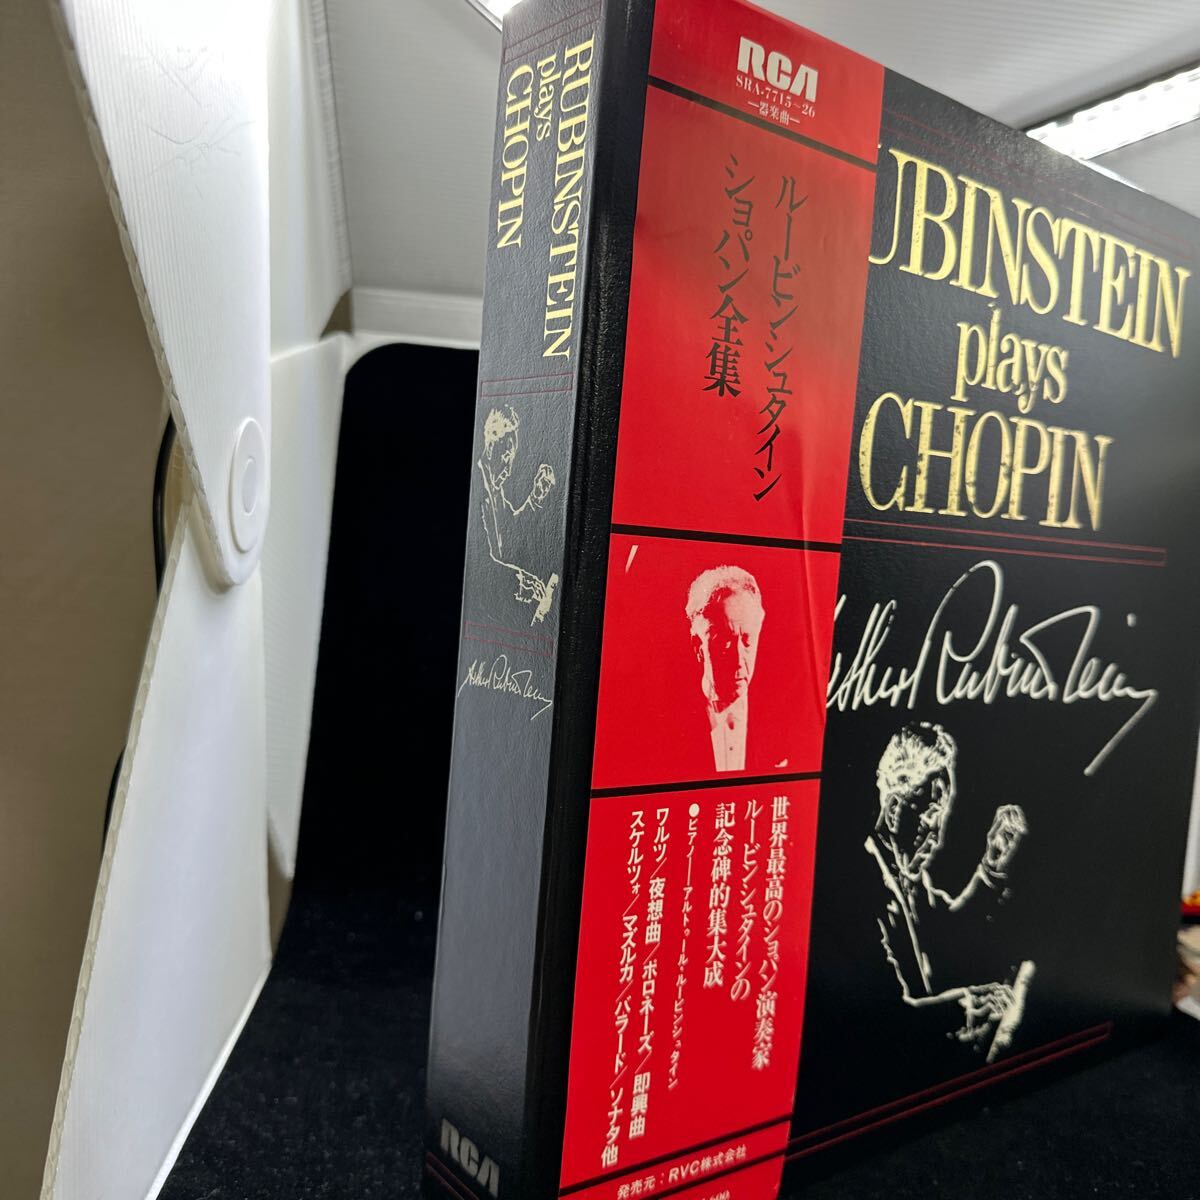 RUBINSTEIN
plays
CHOPIN
Arthur Rubinstein
RCA
RCA
SRA-7715~26
—器楽曲—
ルービンシュタイン
ショパン全集
世界最高のショパン演奏家
ルービンシュタインの
記念碑的集大成
●ピアノ——アルトゥール・ルービンシュタイン
ワルツ/夜想曲/ポロネーズ/即興曲
スケルツォ/マズルカ/バラード/ソナタ他
発売元:RVC株式会社
UBINSTEIN
plays
CHOPIN
Arthur Rubinstein